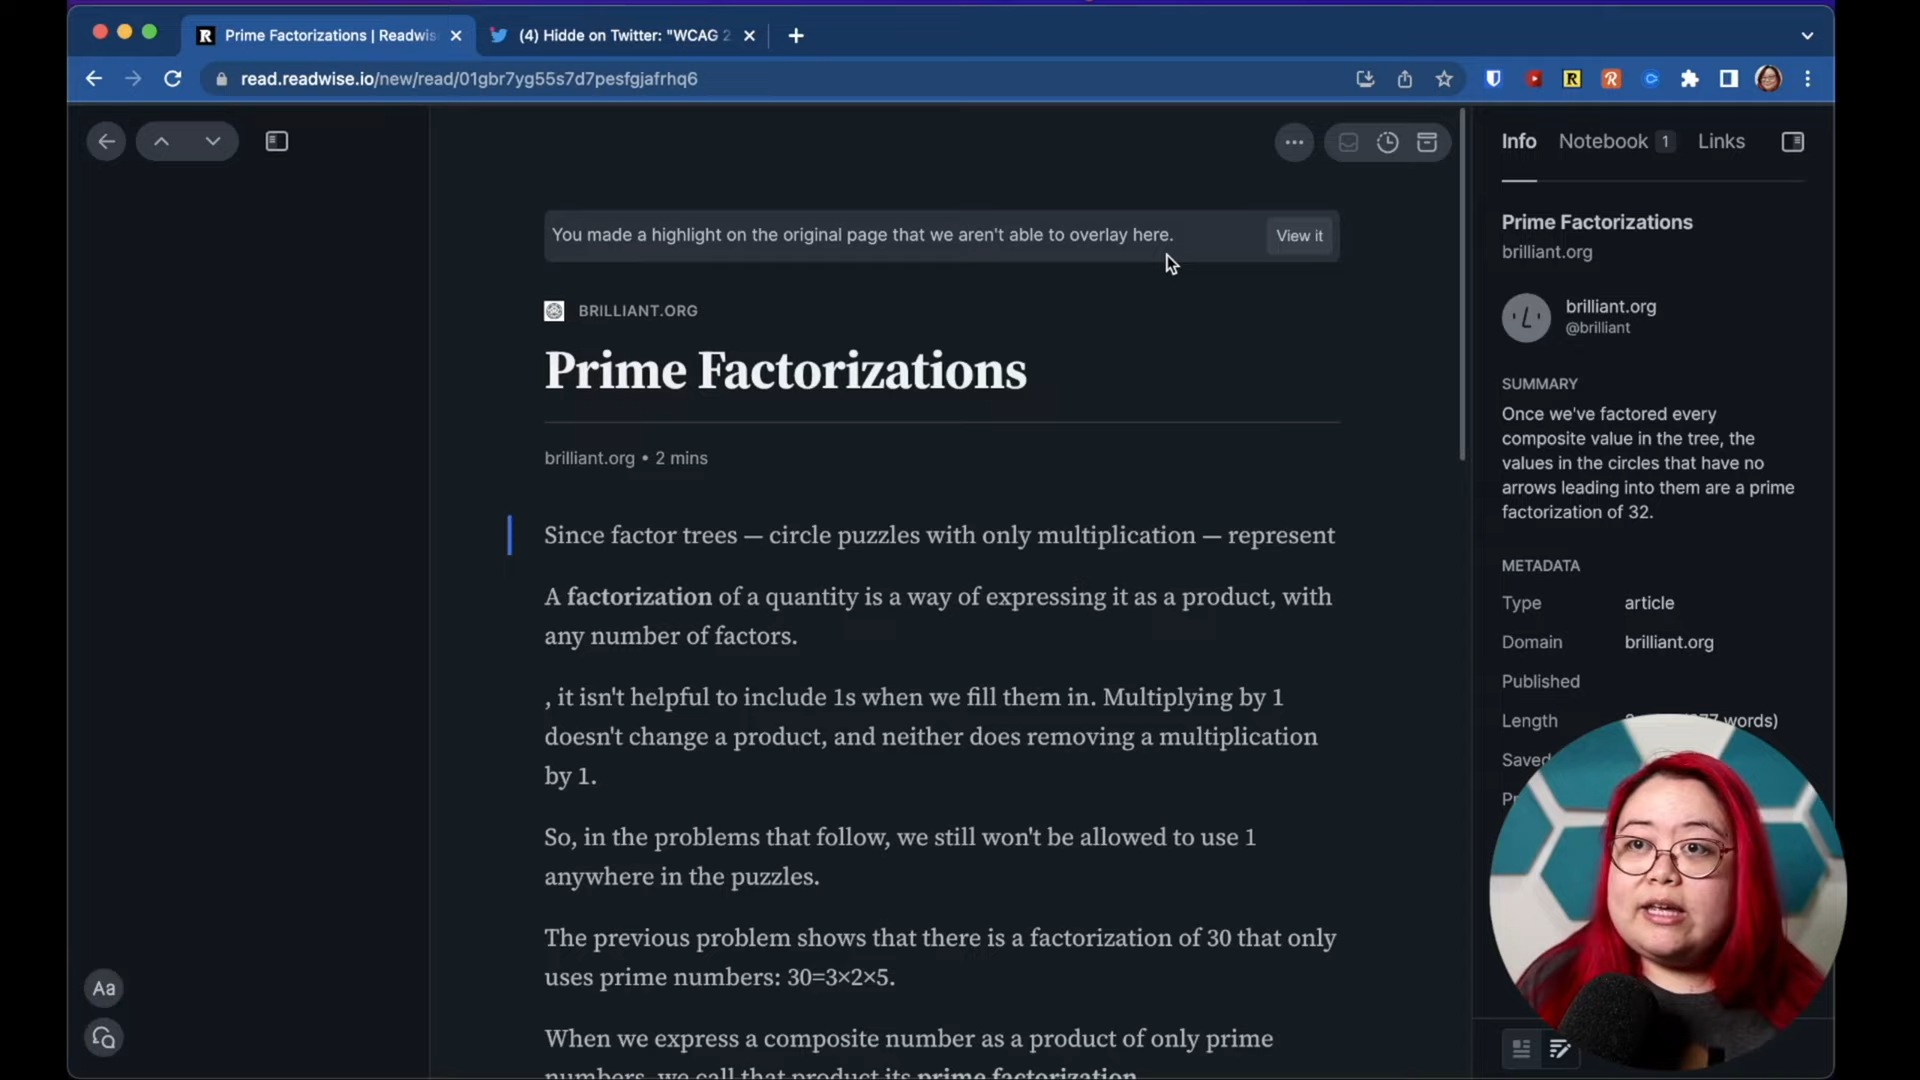 Prime Factorizations | Readwis
(4) Hidde on Twitter: "WCAG 2
read.readwise.io/new/read/01gbr7yg55s7d7pesfgjafrhq6
You made a highlight on the original page that we aren't able to overlay here.
View it
BRILLIANT.ORG
Prime Factorizations
brilliant.org • 2 mins
Since factor trees — circle puzzles with only multiplication — represent
A factorization of a quantity is a way of expressing it as a product, with
any number of factors.
, it isn't helpful to include 1s when we fill them in. Multiplying by 1
doesn't change a product, and neither does removing a multiplication
by 1.
So, in the problems that follow, we still won't be allowed to use 1
anywhere in the puzzles.
The previous problem shows that there is a factorization of 30 that only
uses prime numbers: 30=3×2×5.
When we express a composite number as a product of only prime
numbers, we call that product its prime factorization.
Aa
Info
Notebook 1
Links
Prime Factorizations
brilliant.org
brilliant.org
@brilliant
SUMMARY
Once we've factored every
composite value in the tree, the
values in the circles that have no
arrows leading into them are a prime
factorization of 32.
METADATA
Type article
Domain brilliant.org
Published
Length words)
Saved